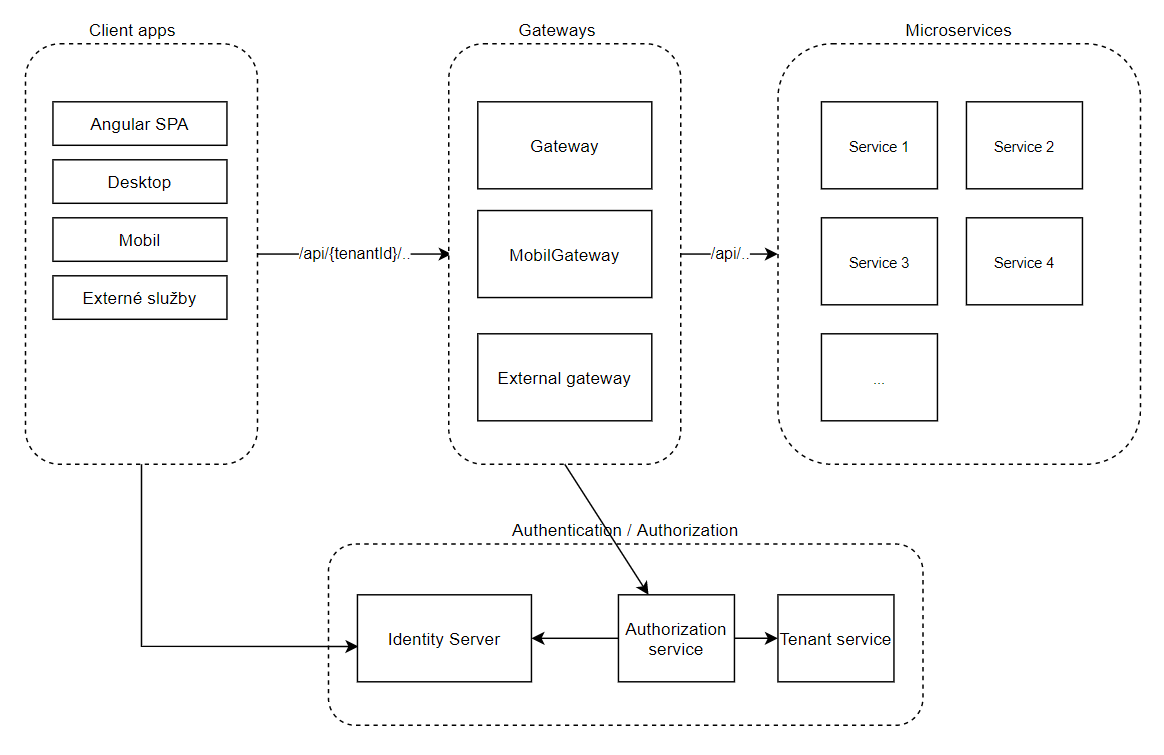 Client apps
Gateways
Microservices
Angular SPA
Desktop
Mobil
Externé služby
/api/{tenantId}/..
Gateway
MobilGateway
External gateway
/api/..
Service 1
Service 2
Service 3
Service 4
...
Authentication / Authorization
Identity Server
Authorization
service
Tenant service